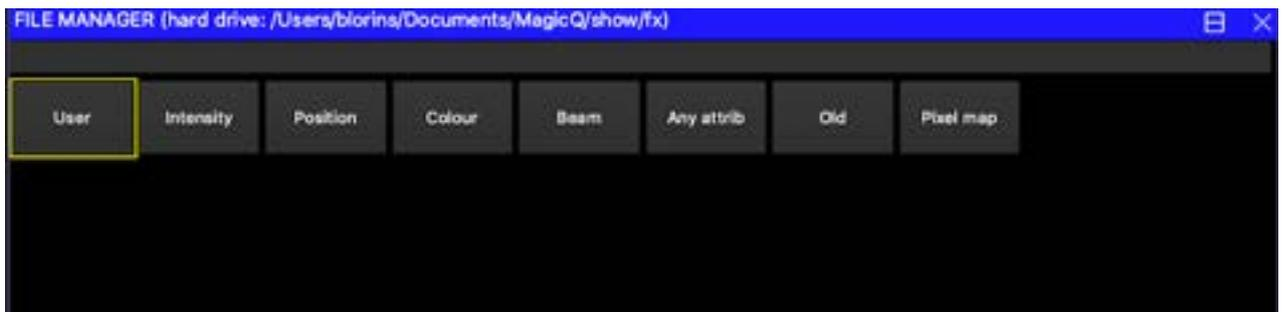 FILE MANAGER (hard drive: /Users/blorins/Documents/MagicQ/show/fx)
User Intensity Position Colour Beam Any attrib Old Pixel map